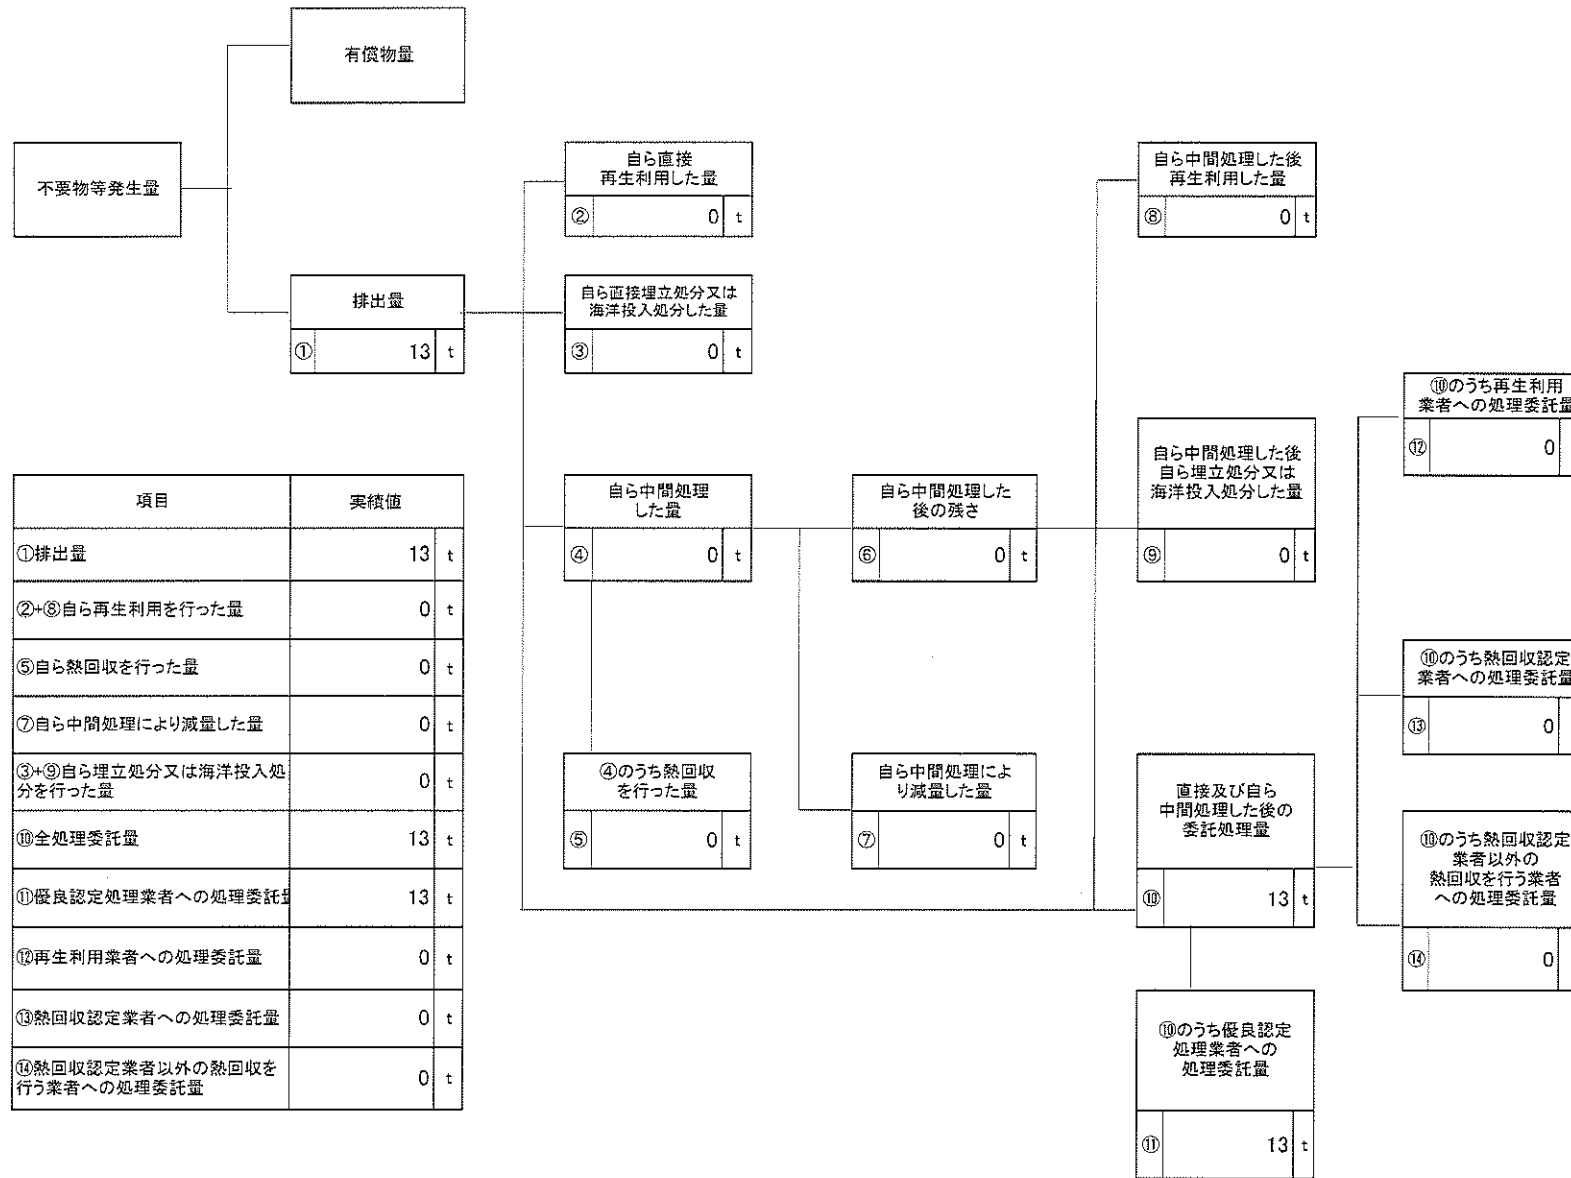 有償物量
不要物等発生量
排出量
① 13 t
自ら直接
再生利用した量
② 0 t
自ら直接埋立処分又は
海洋投入処分した量
③ 0 t
自ら中間処理
した量
④ 0 t
④のうち熱回収
を行った量
⑤ 0 t
自ら中間処理した
後の残さ
⑥ 0 t
自ら中間処理によ
り減量した量
⑦ 0 t
自ら中間処理した後
再生利用した量
⑧ 0 t
自ら中間処理した後
自ら埋立処分又は
海洋投入処分した量
⑨ 0 t
直接及び自ら
中間処理した後の
委託処理量
⑩ 13 t
⑩のうち優良認定
処理業者への
処理委託量
⑪ 13 t
⑩のうち再生利用
業者への処理委託量
⑫ 0
⑩のうち熱回収認定
業者への処理委託量
⑬ 0
⑩のうち熱回収認定
業者以外の
熱回収を行う業者
への処理委託量
⑭ 0
項目 実績値
①排出量 13 t
②+⑧自ら再生利用を行った量 0 t
⑤自ら熱回収を行った量 0 t
⑦自ら中間処理により減量した量 0 t
③+⑨自ら埋立処分又は海洋投入処
分を行った量 0 t
⑩全処理委託量 13 t
⑪優良認定処理業者への処理委託量 13 t
⑫再生利用業者への処理委託量 0 t
⑬熱回収認定業者への処理委託量 0 t
⑭熱回収認定業者以外の熱回収を
行う業者への処理委託量 0 t